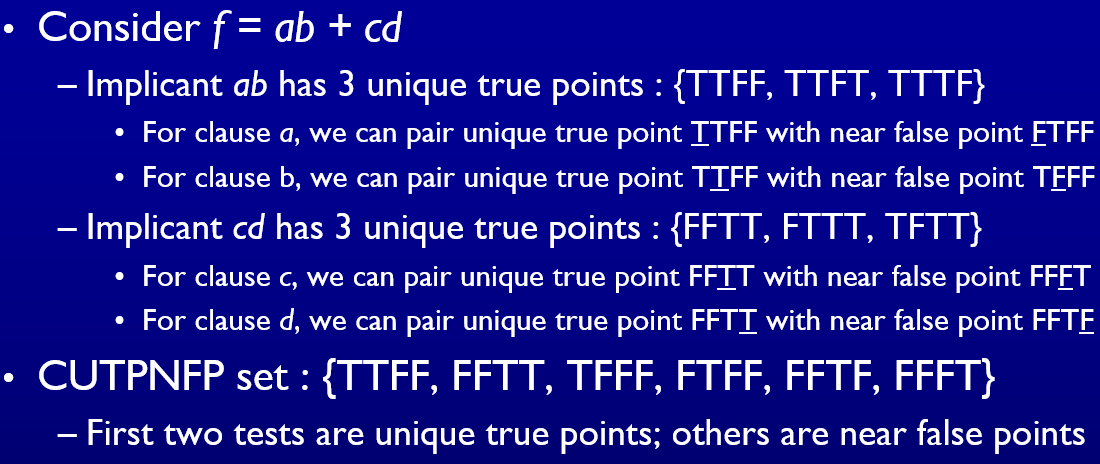 • Consider f = ab + cd
– Implicant ab has 3 unique true points : {TTFF, TTFT, TTTF}
• For clause a, we can pair unique true point TTFF with near false point FTFF
• For clause b, we can pair unique true point TTFF with near false point TFFF
– Implicant cd has 3 unique true points : {FFTT, FTTT, TFTT}
• For clause c, we can pair unique true point FFTT with near false point FFFT
• For clause d, we can pair unique true point FFTT with near false point FFTF
• CUTPNFP set : {TTFF, FFTT, TFFF, FTFF, FFTF, FFFT}
– First two tests are unique true points; others are near false points